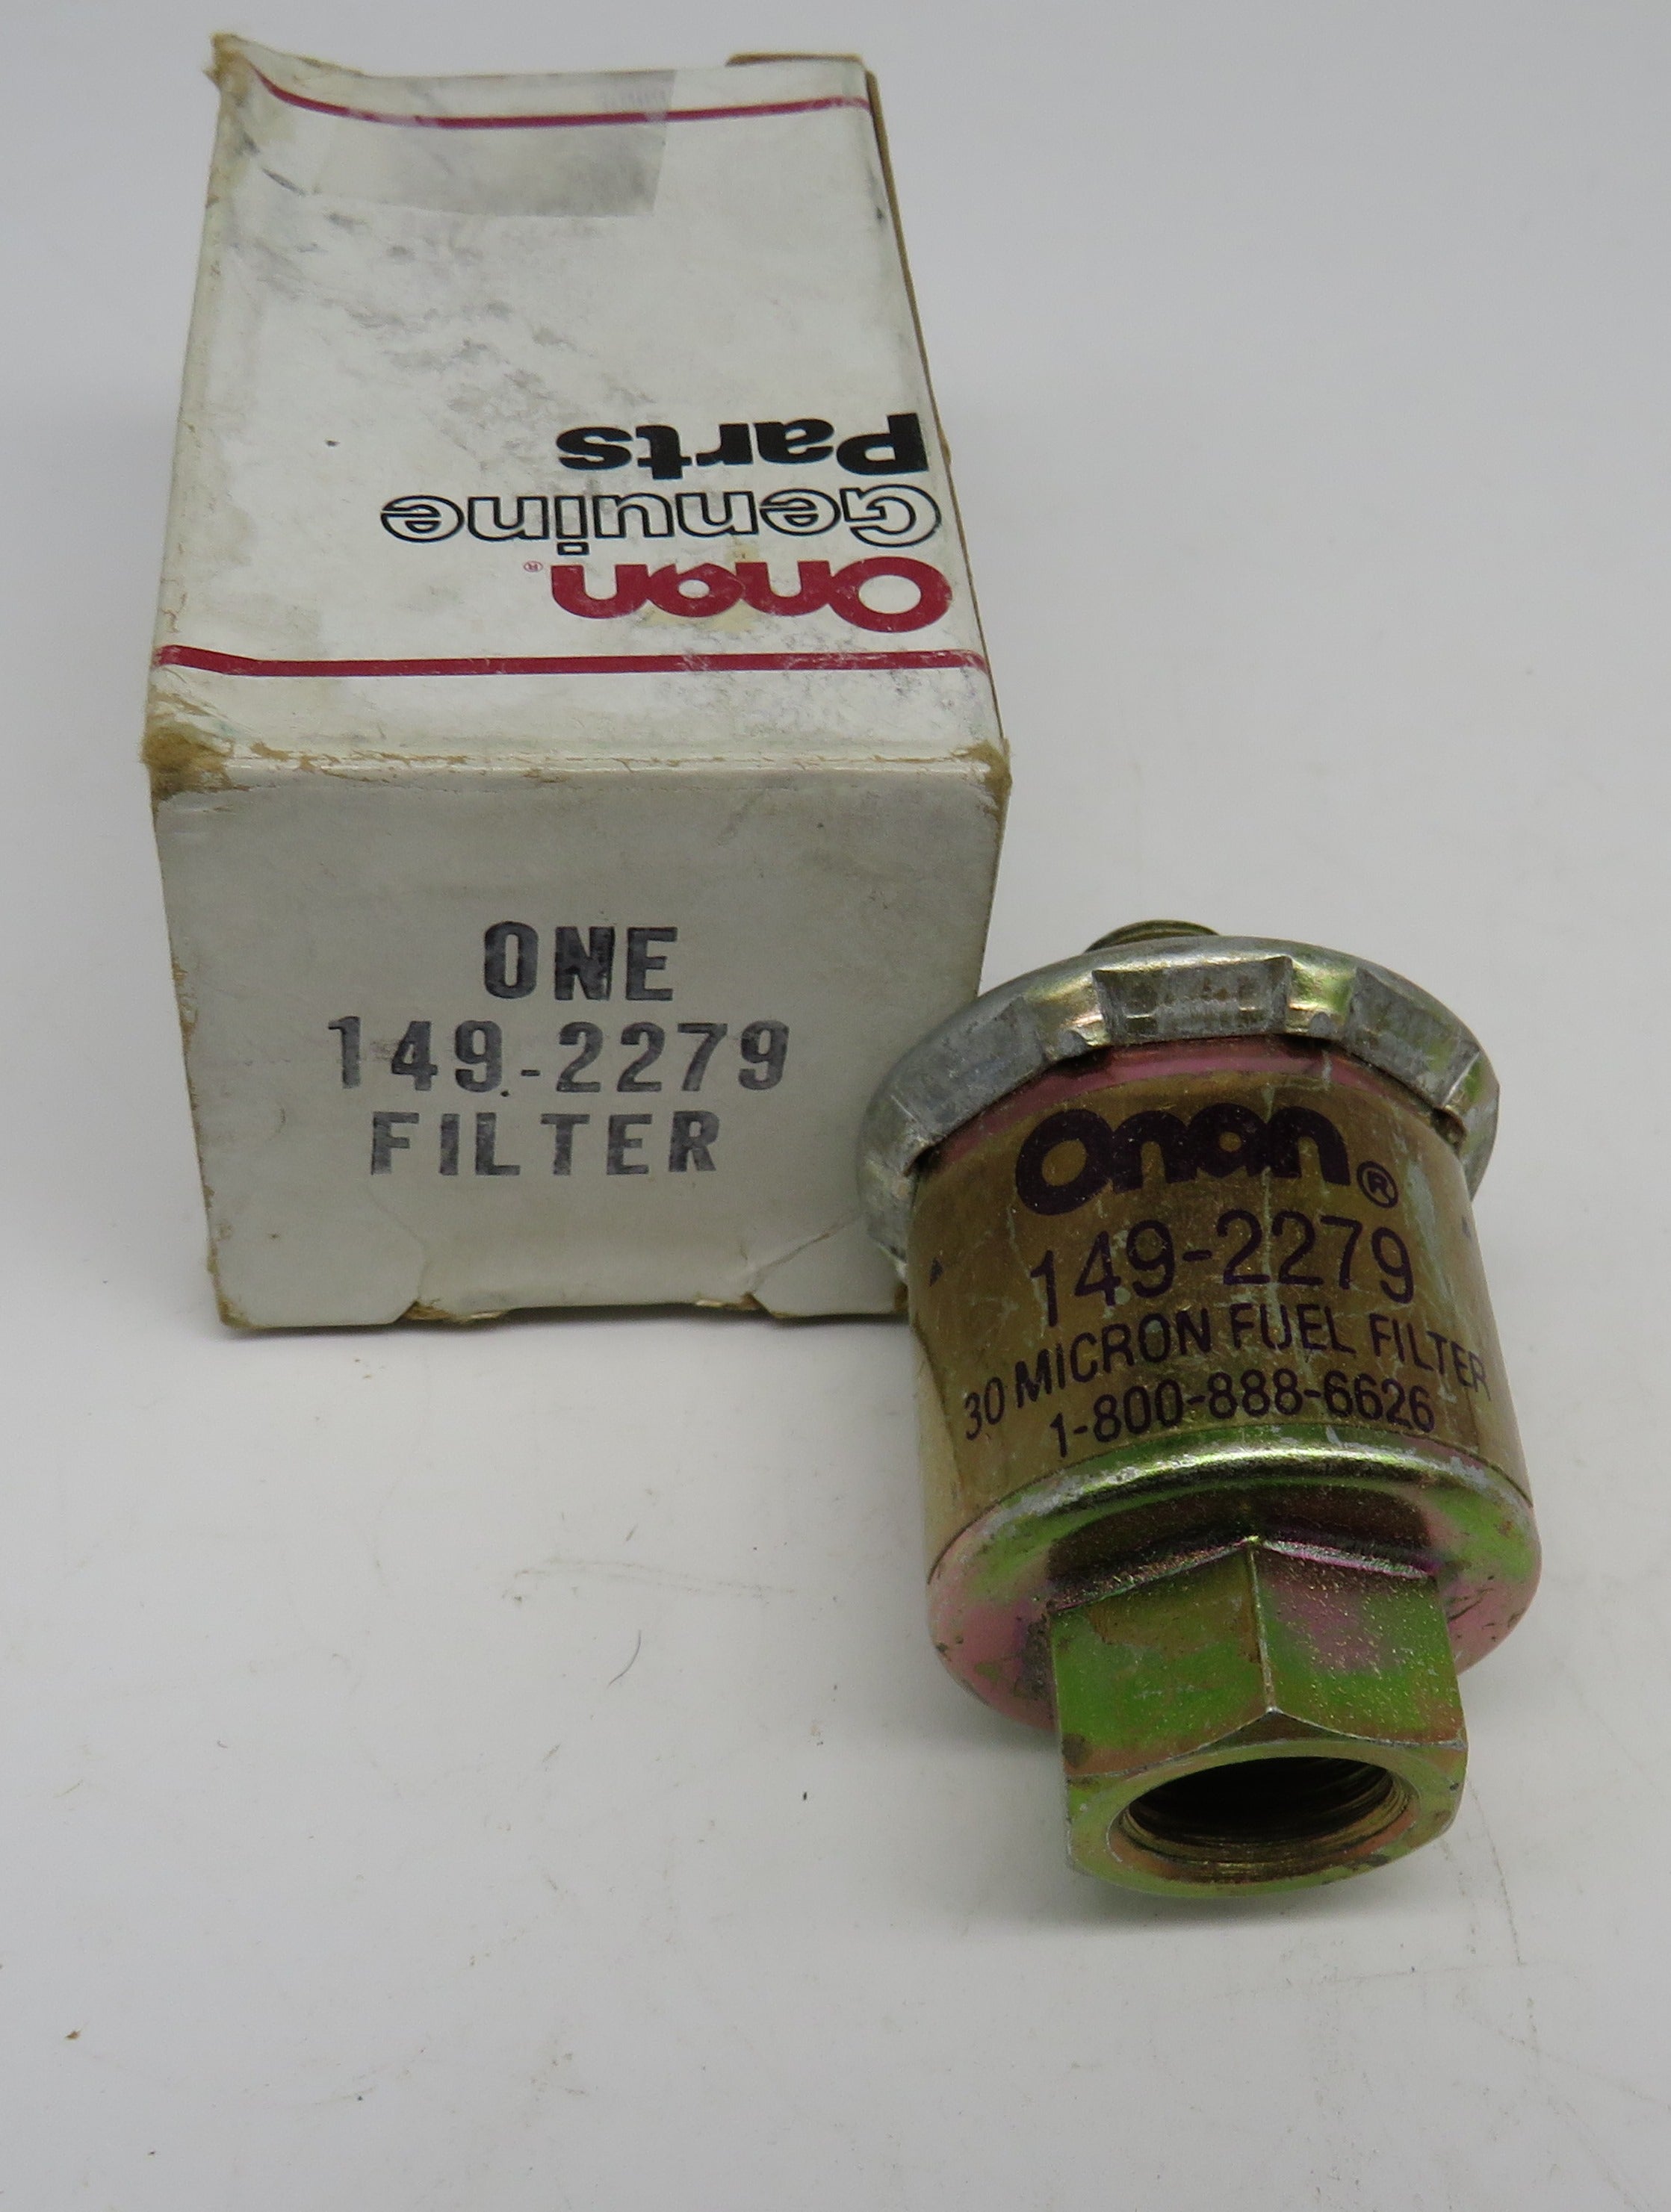 Onan®
Genuine
Parts
ONE
149-2279
FILTER
Onan®
149-2279
30 MICRON FUEL FILTER
1-800-888-6626